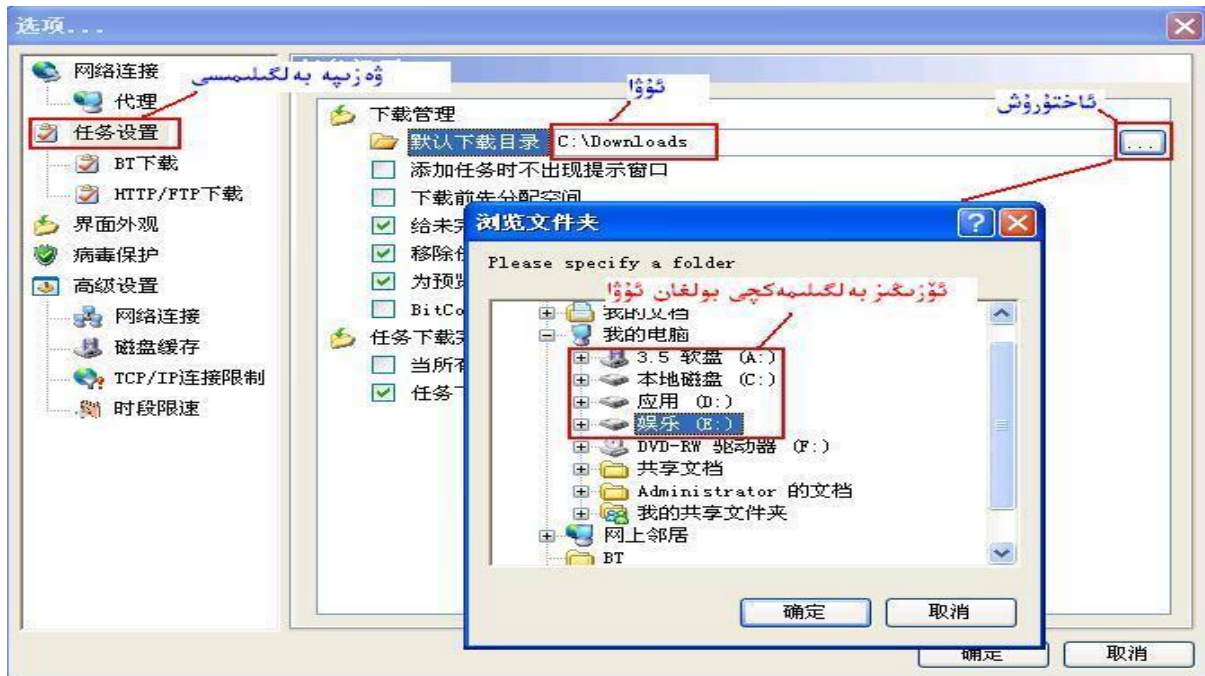 选项...
网络连接
代理
任务设置
BT下载
HTTP/FTP下载
界面外观
病毒保护
高级设置
网络连接
磁盘缓存
TCP/IP连接限制
时段限速
ۋەزىپە بەلگىلىمىسى
ئۇۋا
ئاختۇرۇش
下载管理
默认下载目录 C:\Downloads
...
添加任务时不出现提示窗口
下载前先分配空间
给未完
移除任
为预览
BitCo
任务下载完
当所有
任务下
浏览文件夹
Please specify a folder
ئۆزىڭىز بەلگىلىمەكچى بولغان ئۇۋا
我的文档
我的电脑
3.5 软盘 (A:)
本地磁盘 (C:)
应用 (D:)
娱乐 (E:)
DVD-RW 驱动器 (F:)
共享文档
Administrator 的文档
我的共享文件夹
网上邻居
BT
确定 取消
确定 取消